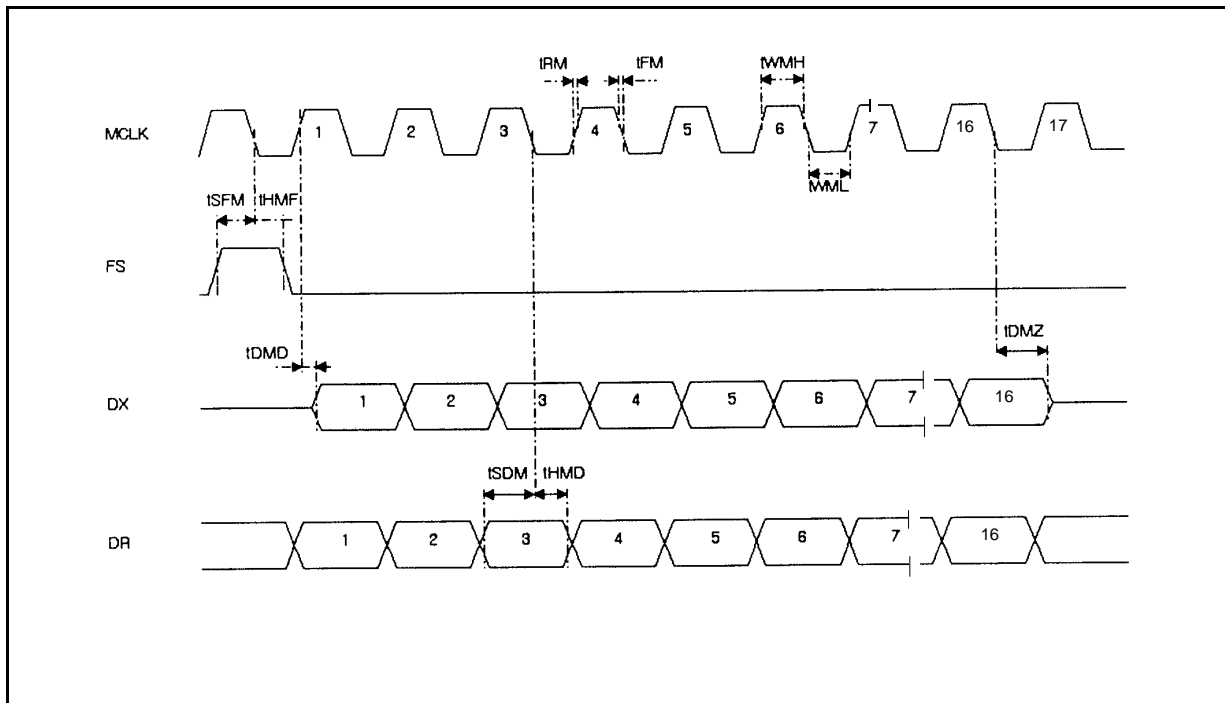 tRM tFM tWMH
MCLK 1 2 3 4 5 6 7 16 17
tWML
tSFM tHMF
FS
tDMD tDMZ
DX 1 2 3 4 5 6 7 16
tSDM tHMD
DR 1 2 3 4 5 6 7 16